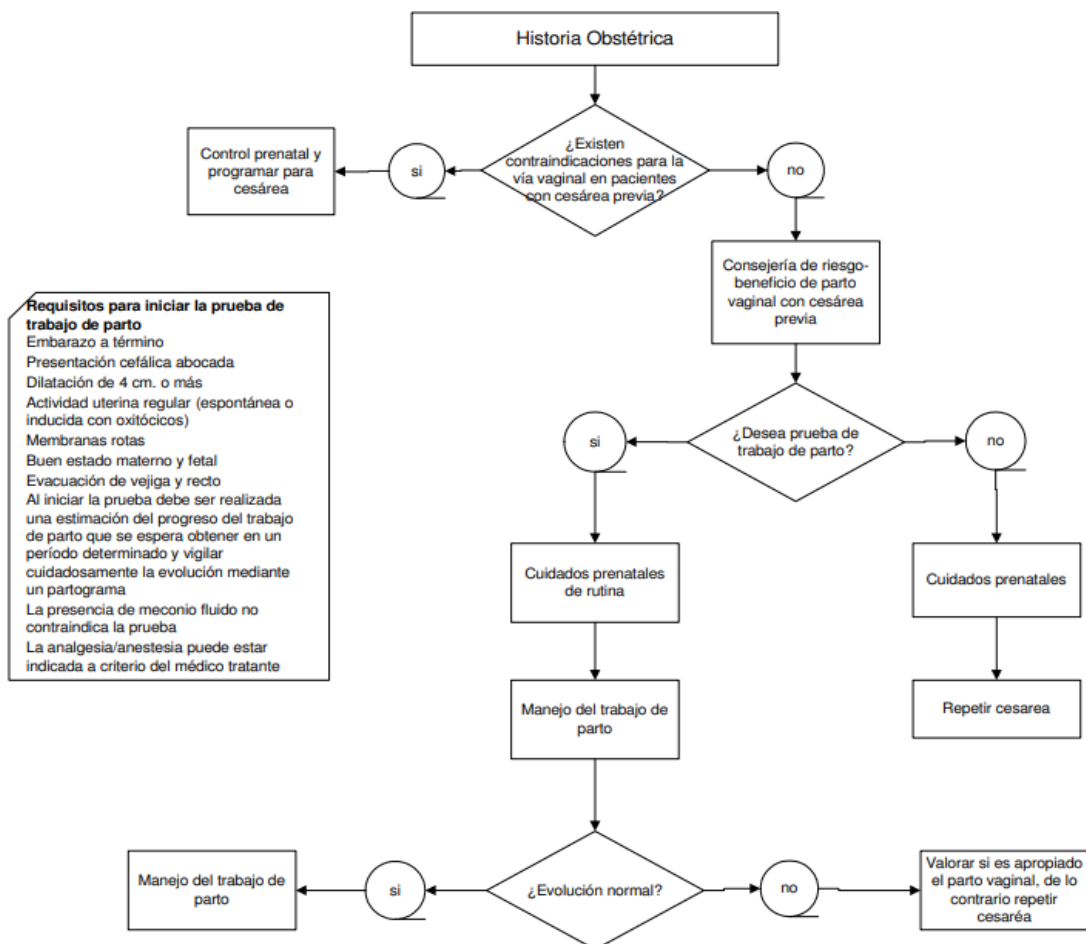 Historia Obstétrica
¿Existen
contraindicaciones para la
vía vaginal en pacientes
con cesárea previa?
si
no
Control prenatal y
programar para
cesárea
Consejería de riesgo-
beneficio de parto
vaginal con cesárea
previa
Requisitos para iniciar la prueba de
trabajo de parto
Embarazo a término
Presentación cefálica abocada
Dilatación de 4 cm. o más
Actividad uterina regular (espontánea o
inducida con oxitócicos)
Membranas rotas
Buen estado materno y fetal
Evacuación de vejiga y recto
Al iniciar la prueba debe ser realizada
una estimación del progreso del trabajo
de parto que se espera obtener en un
período determinado y vigilar
cuidadosamente la evolución mediante
un partograma
La presencia de meconio fluido no
contraindica la prueba
La analgesia/anestesia puede estar
indicada a criterio del médico tratante
¿Desea prueba de
trabajo de parto?
si
no
Cuidados prenatales
de rutina
Cuidados prenatales
Manejo del trabajo de
parto
Repetir cesarea
¿Evolución normal?
si
no
Manejo del trabajo de
parto
Valorar si es apropiado
el parto vaginal, de lo
contrario repetir
cesaréa